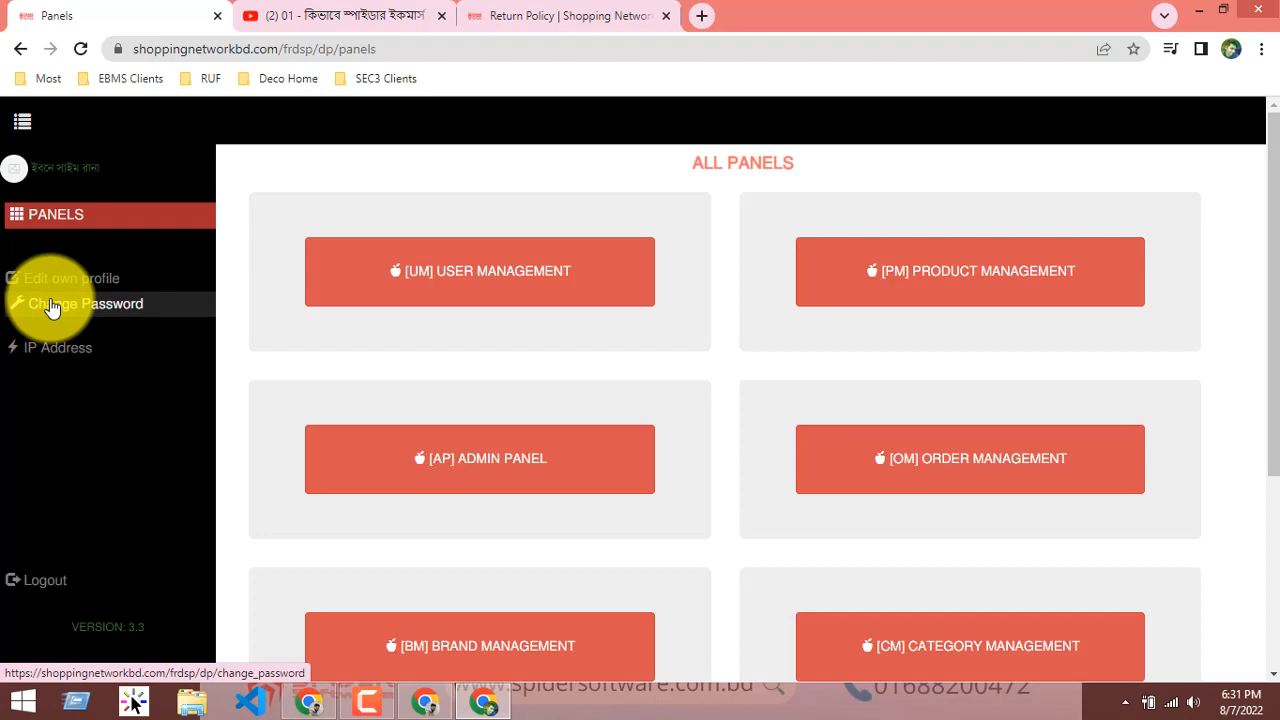 Panels
(2) 01 - কিভাবে স্পাইডার ইকমার্স
Return Policy | Shopping Networ
shoppingnetworkbd.com/frdsp/dp/panels
Most
EBMS Clients
RUF
Deco Home
SEC3 Clients
ইবনে সাইম রানা
ALL PANELS
PANELS
[UM] USER MANAGEMENT
[PM] PRODUCT MANAGEMENT
Edit own profile
Change Password
IP Address
[AP] ADMIN PANEL
[OM] ORDER MANAGEMENT
Logout
VERSION: 3.3
[BM] BRAND MANAGEMENT
[CM] CATEGORY MANAGEMENT
https://shoppingnetworkbd.com/frdsp/dp/change_password
www.spidersoftware.com.bd
01688200472
6:31 PM
8/7/2022